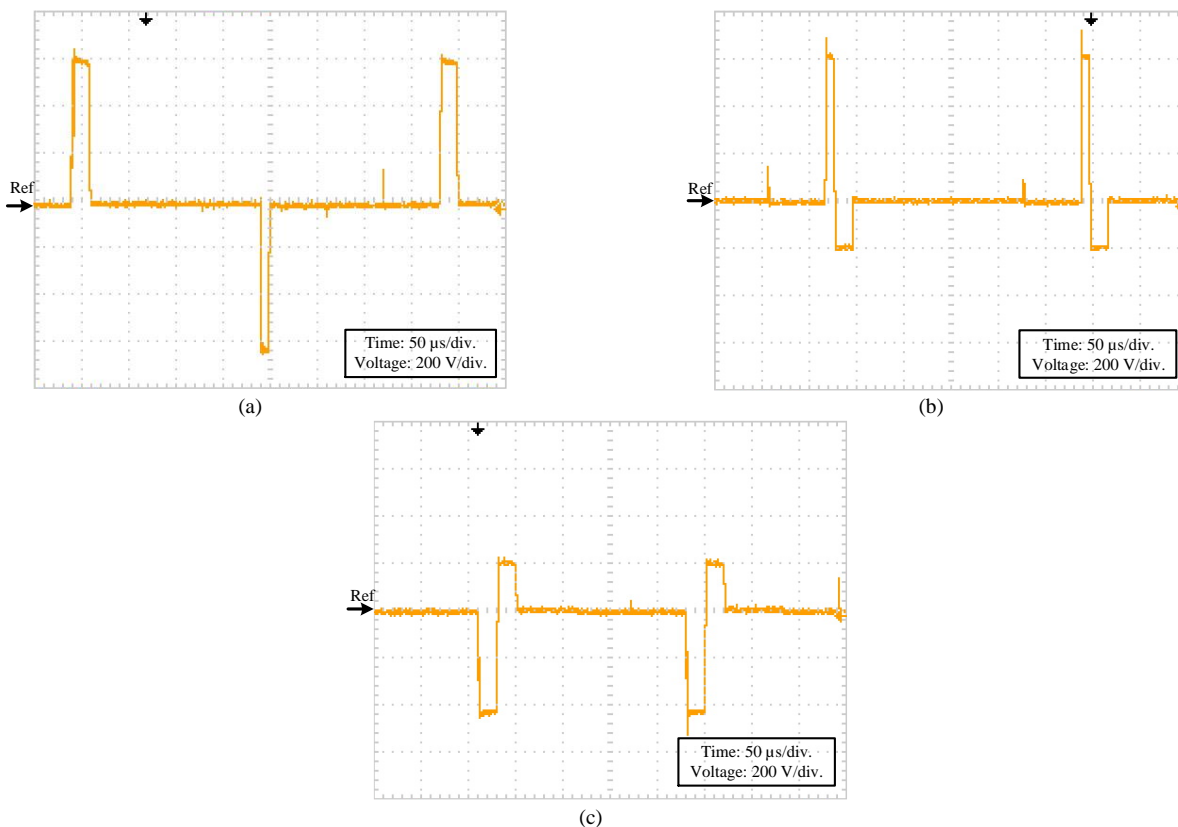 Ref
Time: 50 µs/div.
Voltage: 200 V/div.
(a)
Ref
Time: 50 µs/div.
Voltage: 200 V/div.
(b)
Ref
Time: 50 µs/div.
Voltage: 200 V/div.
(c)